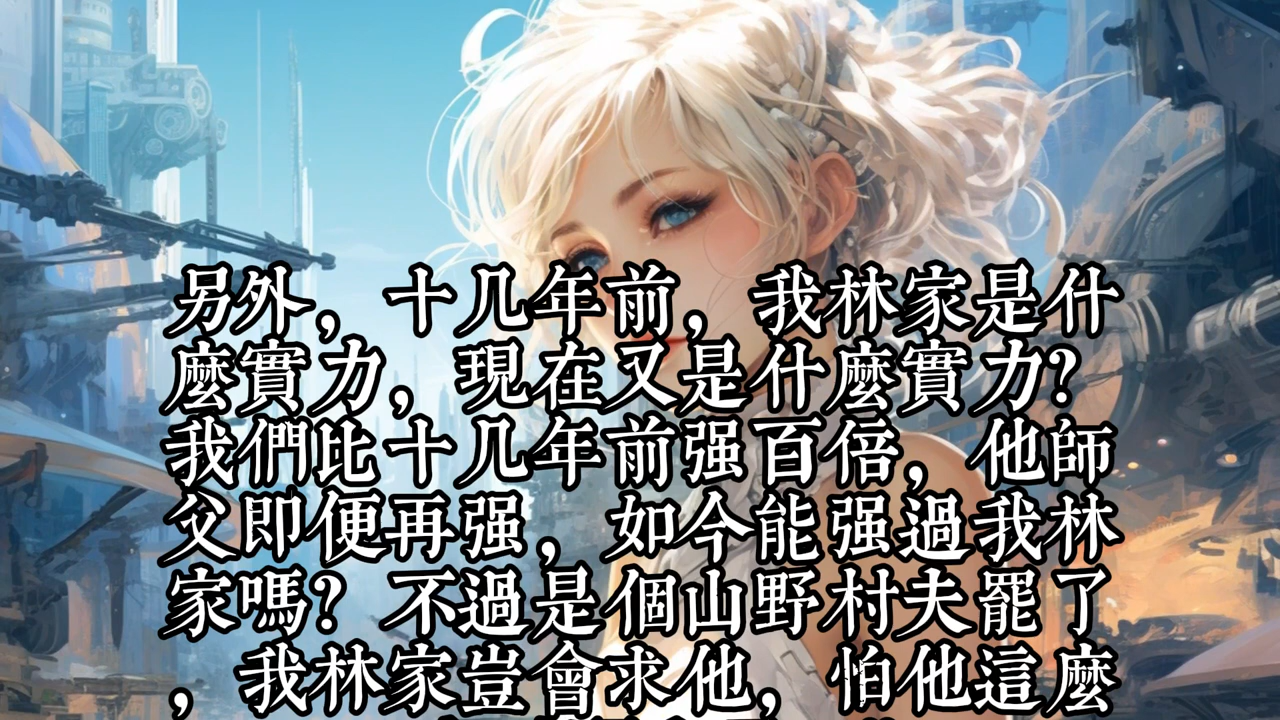 另外，十几年前，我林家是什
麼實力，現在又是什麼實力？
我們比十几年前强百倍，他師
父即便再强，如今能强過我林
家嗎？不過是個山野村夫罷了
，我林家豈會求他，怕他這麼